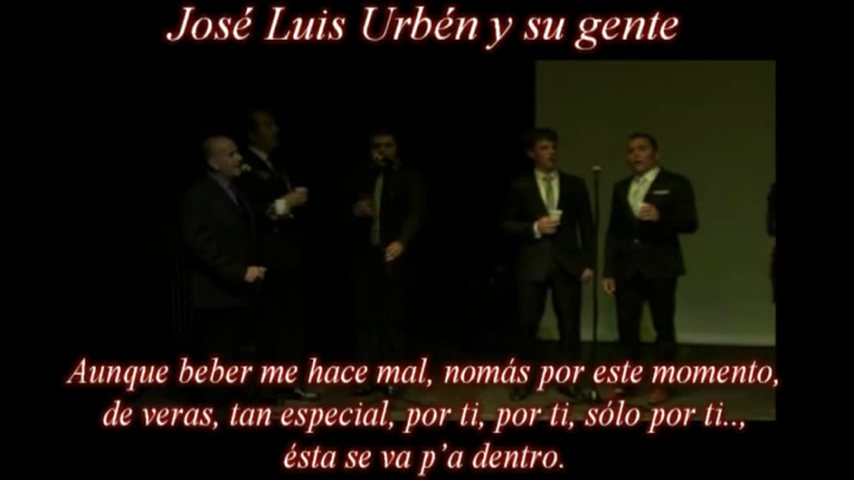 José Luis Urbén y su gente
Aunque beber me hace mal, nomás por este momento,
de veras, tan especial, por ti, por ti, sólo por ti..,
ésta se va p’a dentro.